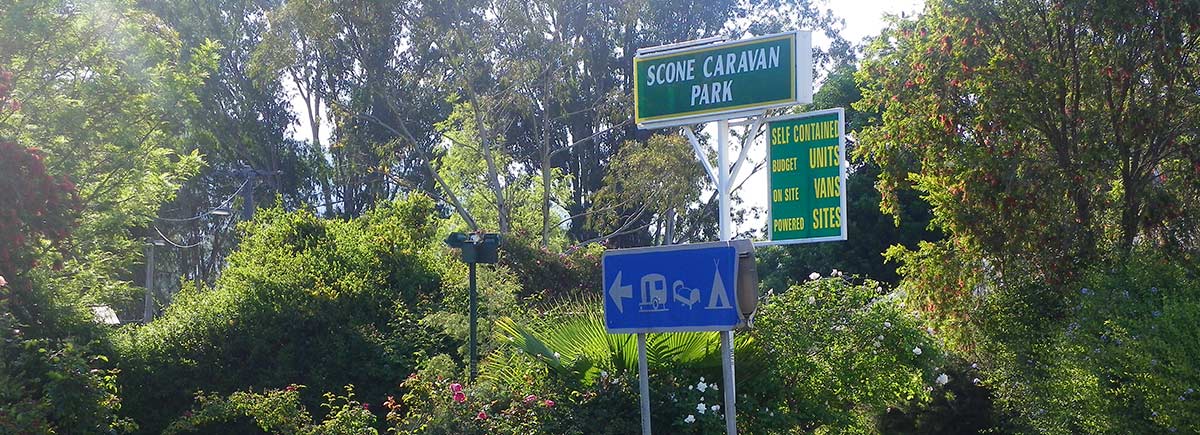 SCONE CARAVAN
PARK
SELF CONTAINED
BUDGET UNITS
ON SITE VANS
POWERED SITES